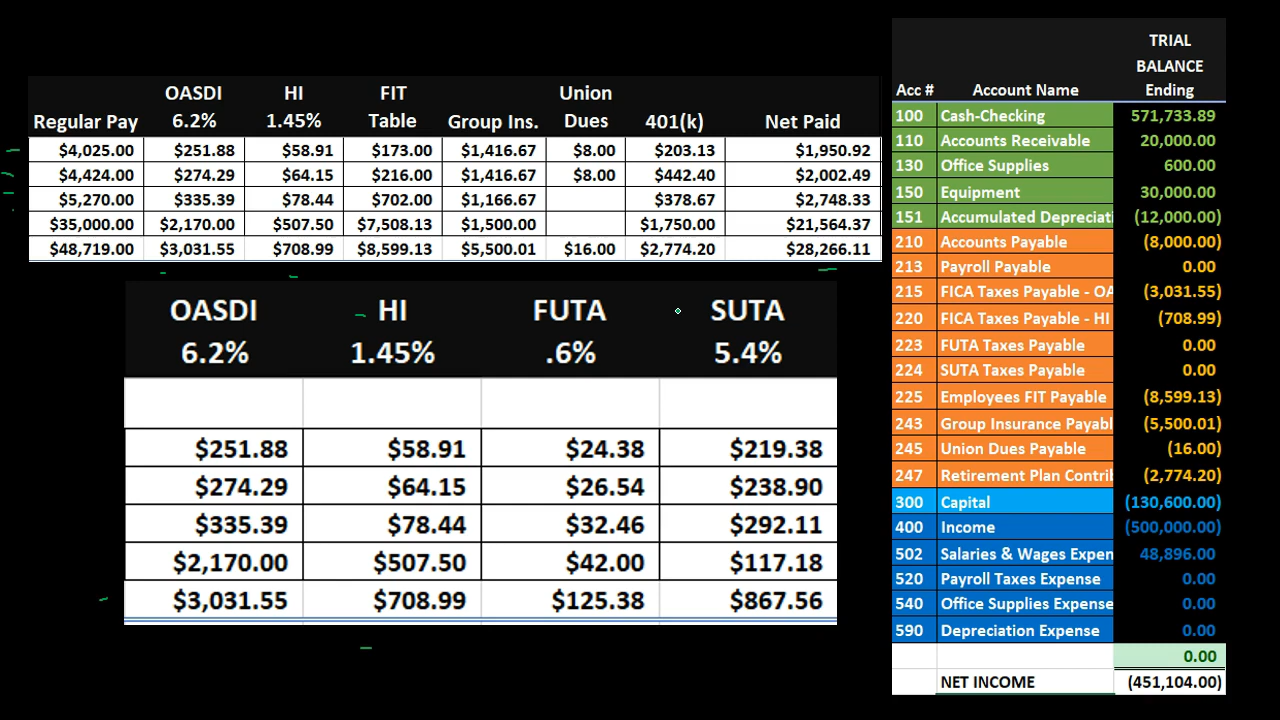 OASDI HI FIT Union
Regular Pay 6.2% 1.45% Table Group Ins. Dues 401(k) Net Paid
$4,025.00 $251.88 $58.91 $173.00 $1,416.67 $8.00 $203.13 $1,950.92
$4,424.00 $274.29 $64.15 $216.00 $1,416.67 $8.00 $442.40 $2,002.49
$5,270.00 $335.39 $78.44 $702.00 $1,166.67 $378.67 $2,748.33
$35,000.00 $2,170.00 $507.50 $7,508.13 $1,500.00 $1,750.00 $21,564.37
$48,719.00 $3,031.55 $708.99 $8,599.13 $5,500.01 $16.00 $2,774.20 $28,266.11
OASDI HI FUTA SUTA
6.2% 1.45% .6% 5.4%
$251.88 $58.91 $24.38 $219.38
$274.29 $64.15 $26.54 $238.90
$335.39 $78.44 $32.46 $292.11
$2,170.00 $507.50 $42.00 $117.18
$3,031.55 $708.99 $125.38 $867.56
TRIAL
BALANCE
Acc # Account Name Ending
100 Cash-Checking 571,733.89
110 Accounts Receivable 20,000.00
130 Office Supplies 600.00
150 Equipment 30,000.00
151 Accumulated Depreciati (12,000.00)
210 Accounts Payable (8,000.00)
213 Payroll Payable 0.00
215 FICA Taxes Payable - OA (3,031.55)
220 FICA Taxes Payable - HI (708.99)
223 FUTA Taxes Payable 0.00
224 SUTA Taxes Payable 0.00
225 Employees FIT Payable (8,599.13)
243 Group Insurance Payabl (5,500.01)
245 Union Dues Payable (16.00)
247 Retirement Plan Contrib (2,774.20)
300 Capital (130,600.00)
400 Income (500,000.00)
502 Salaries & Wages Expen 48,896.00
520 Payroll Taxes Expense 0.00
540 Office Supplies Expense 0.00
590 Depreciation Expense 0.00
0.00
NET INCOME (451,104.00)